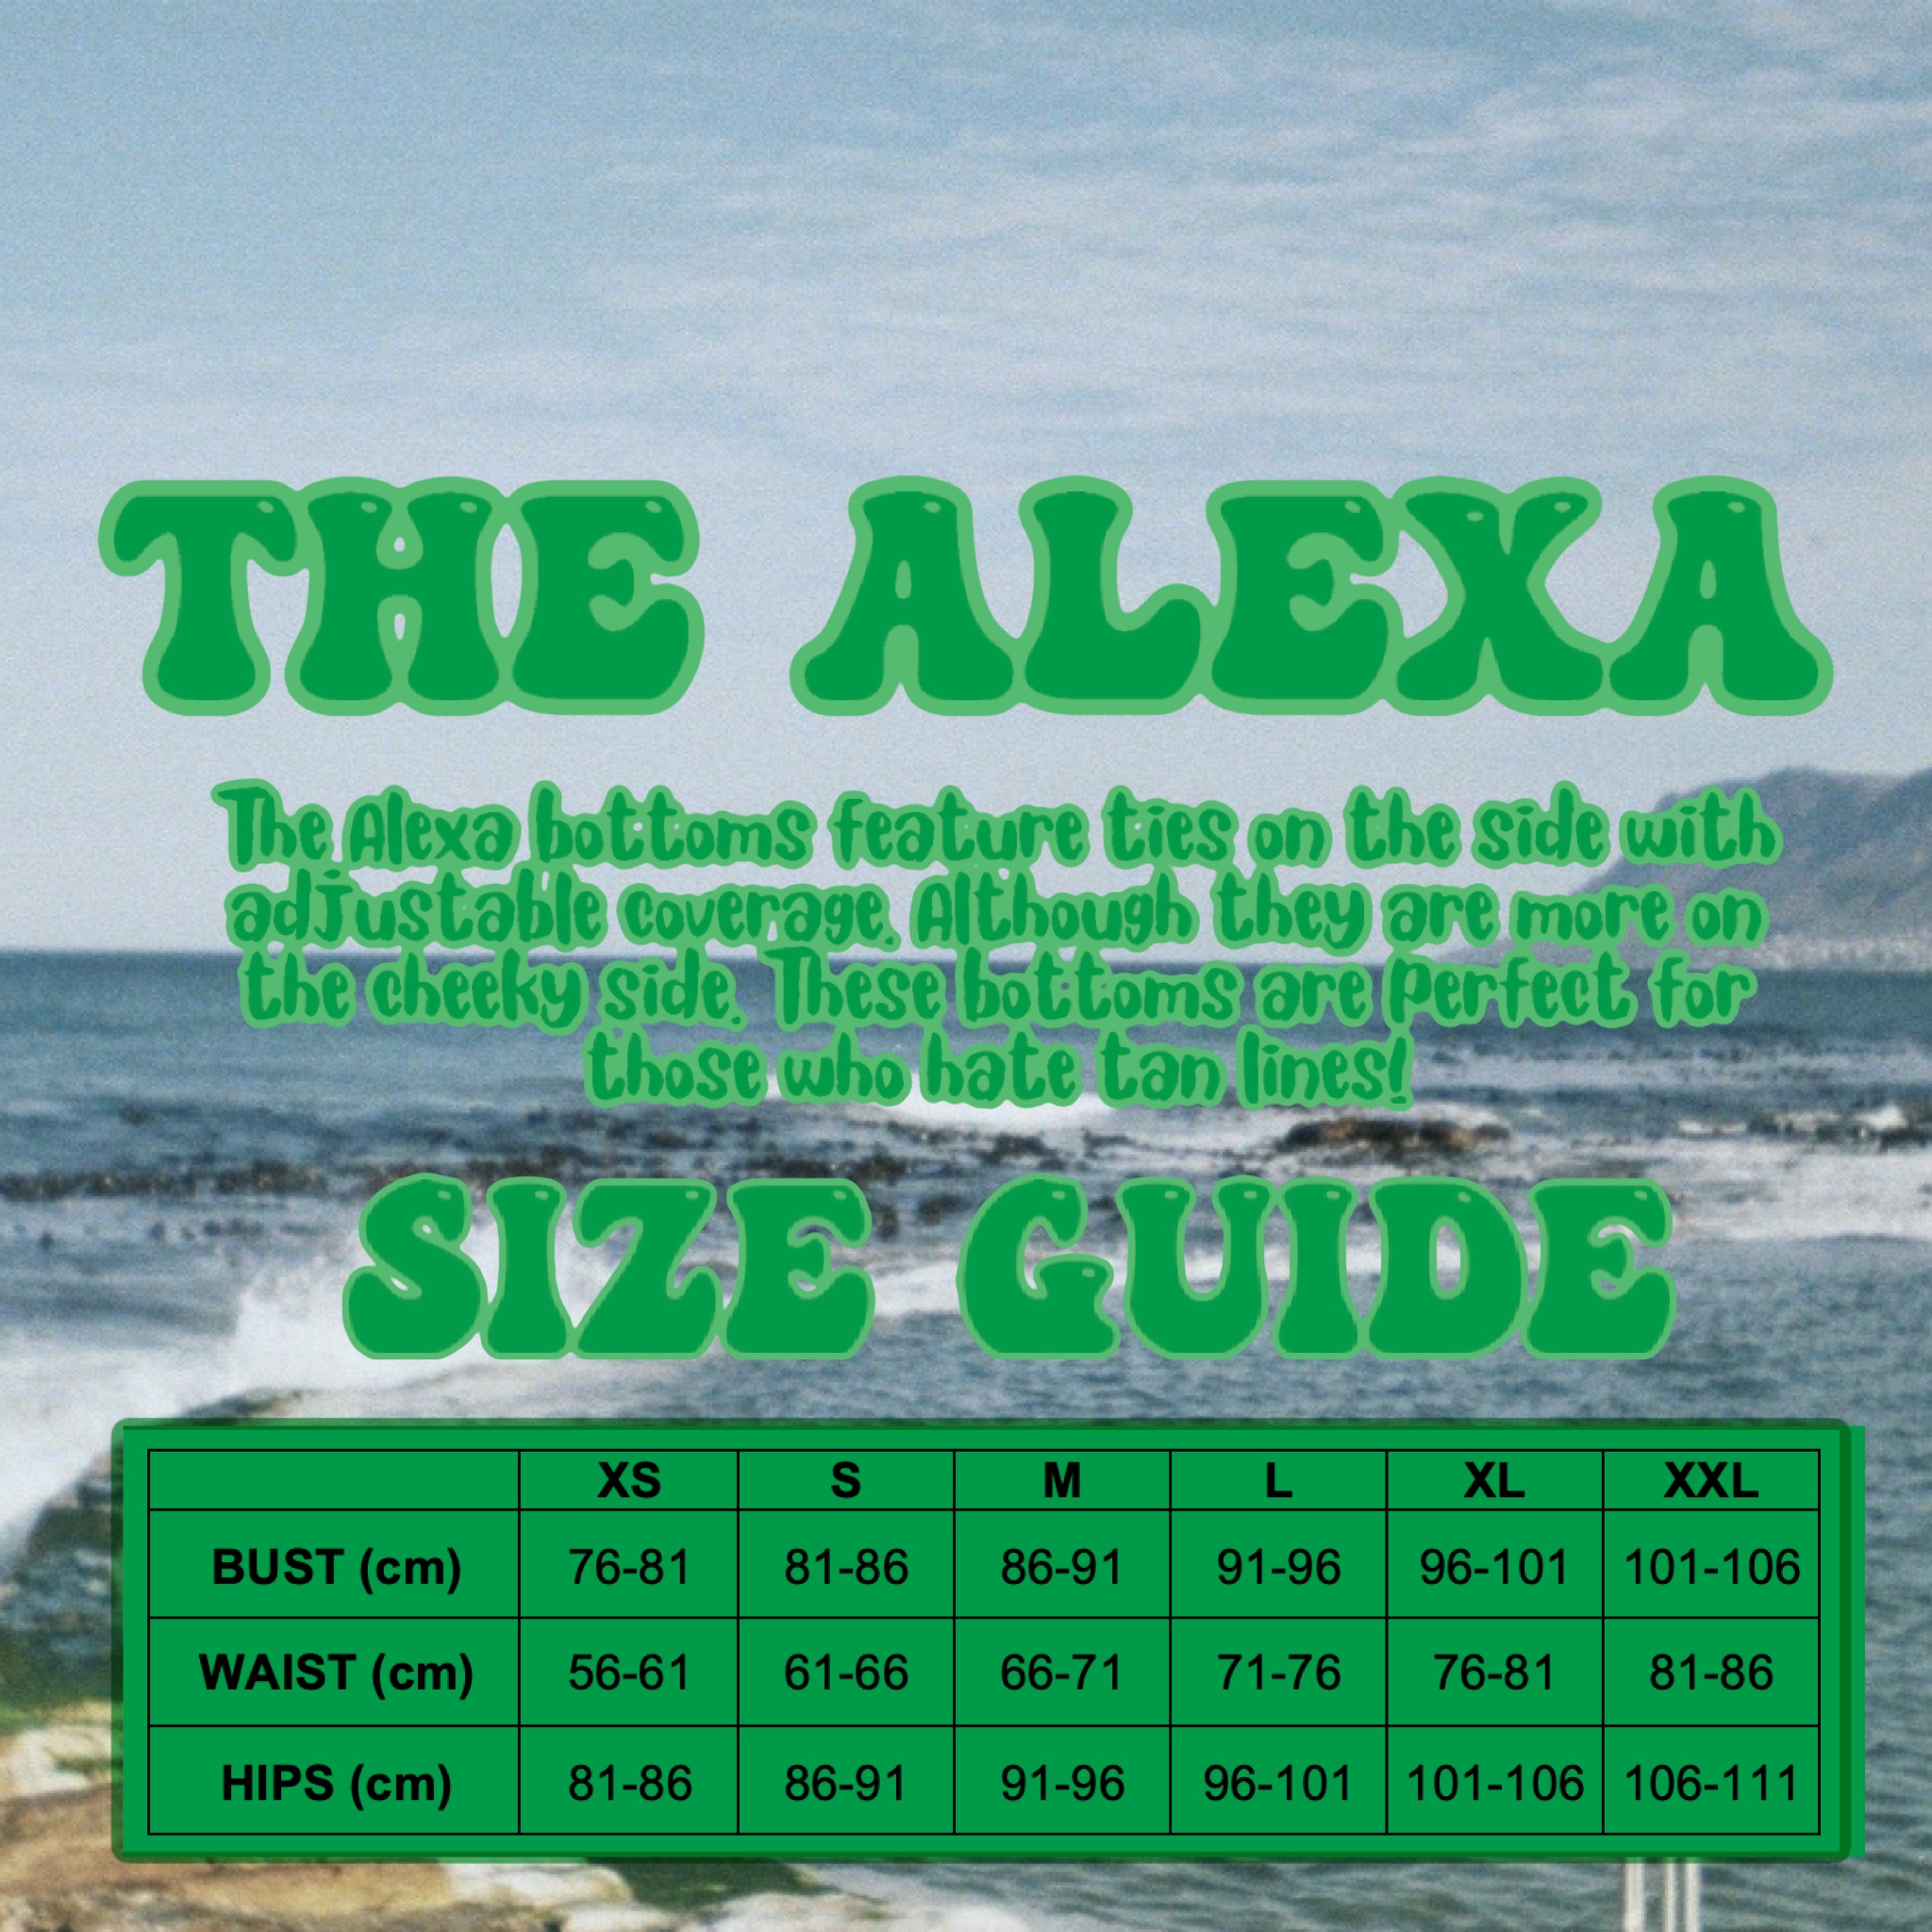 THE ALEXA
The Alexa bottoms feature ties on the side with
adjustable coverage. Although they are more on
the cheeky side. These bottoms are perfect for
those who hate tan lines!
SIZE GUIDE
XS S M L XL XXL
BUST (cm) 76-81 81-86 86-91 91-96 96-101 101-106
WAIST (cm) 56-61 61-66 66-71 71-76 76-81 81-86
HIPS (cm) 81-86 86-91 91-96 96-101 101-106 106-111